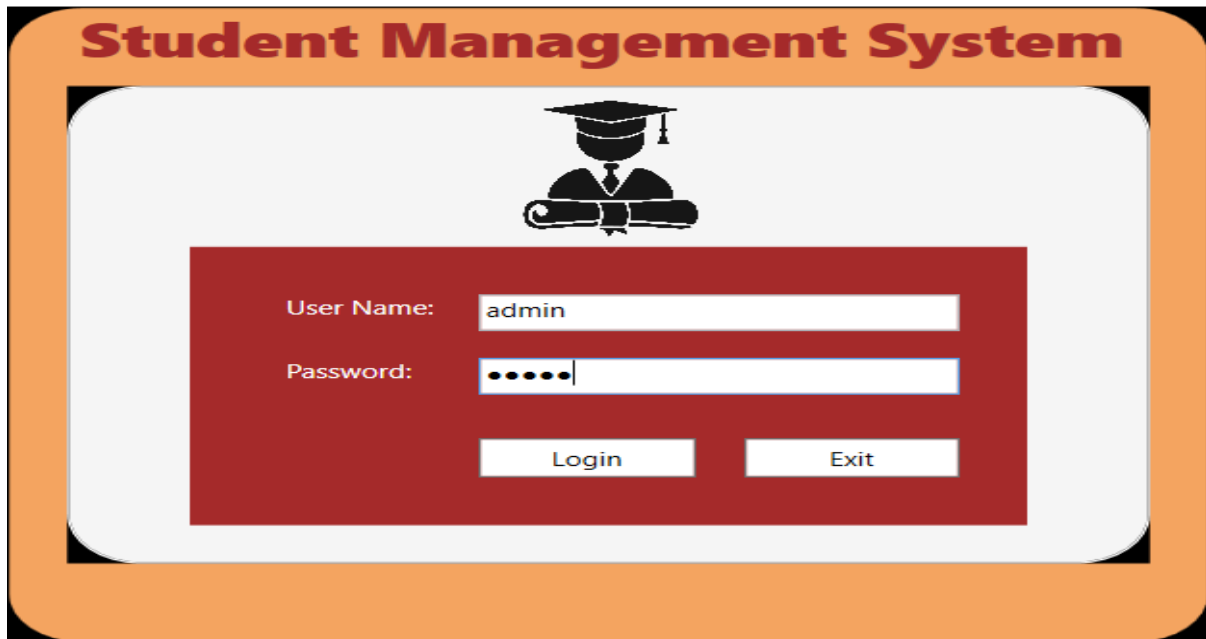 Student Management System
User Name: admin
Password: •••••
Login Exit